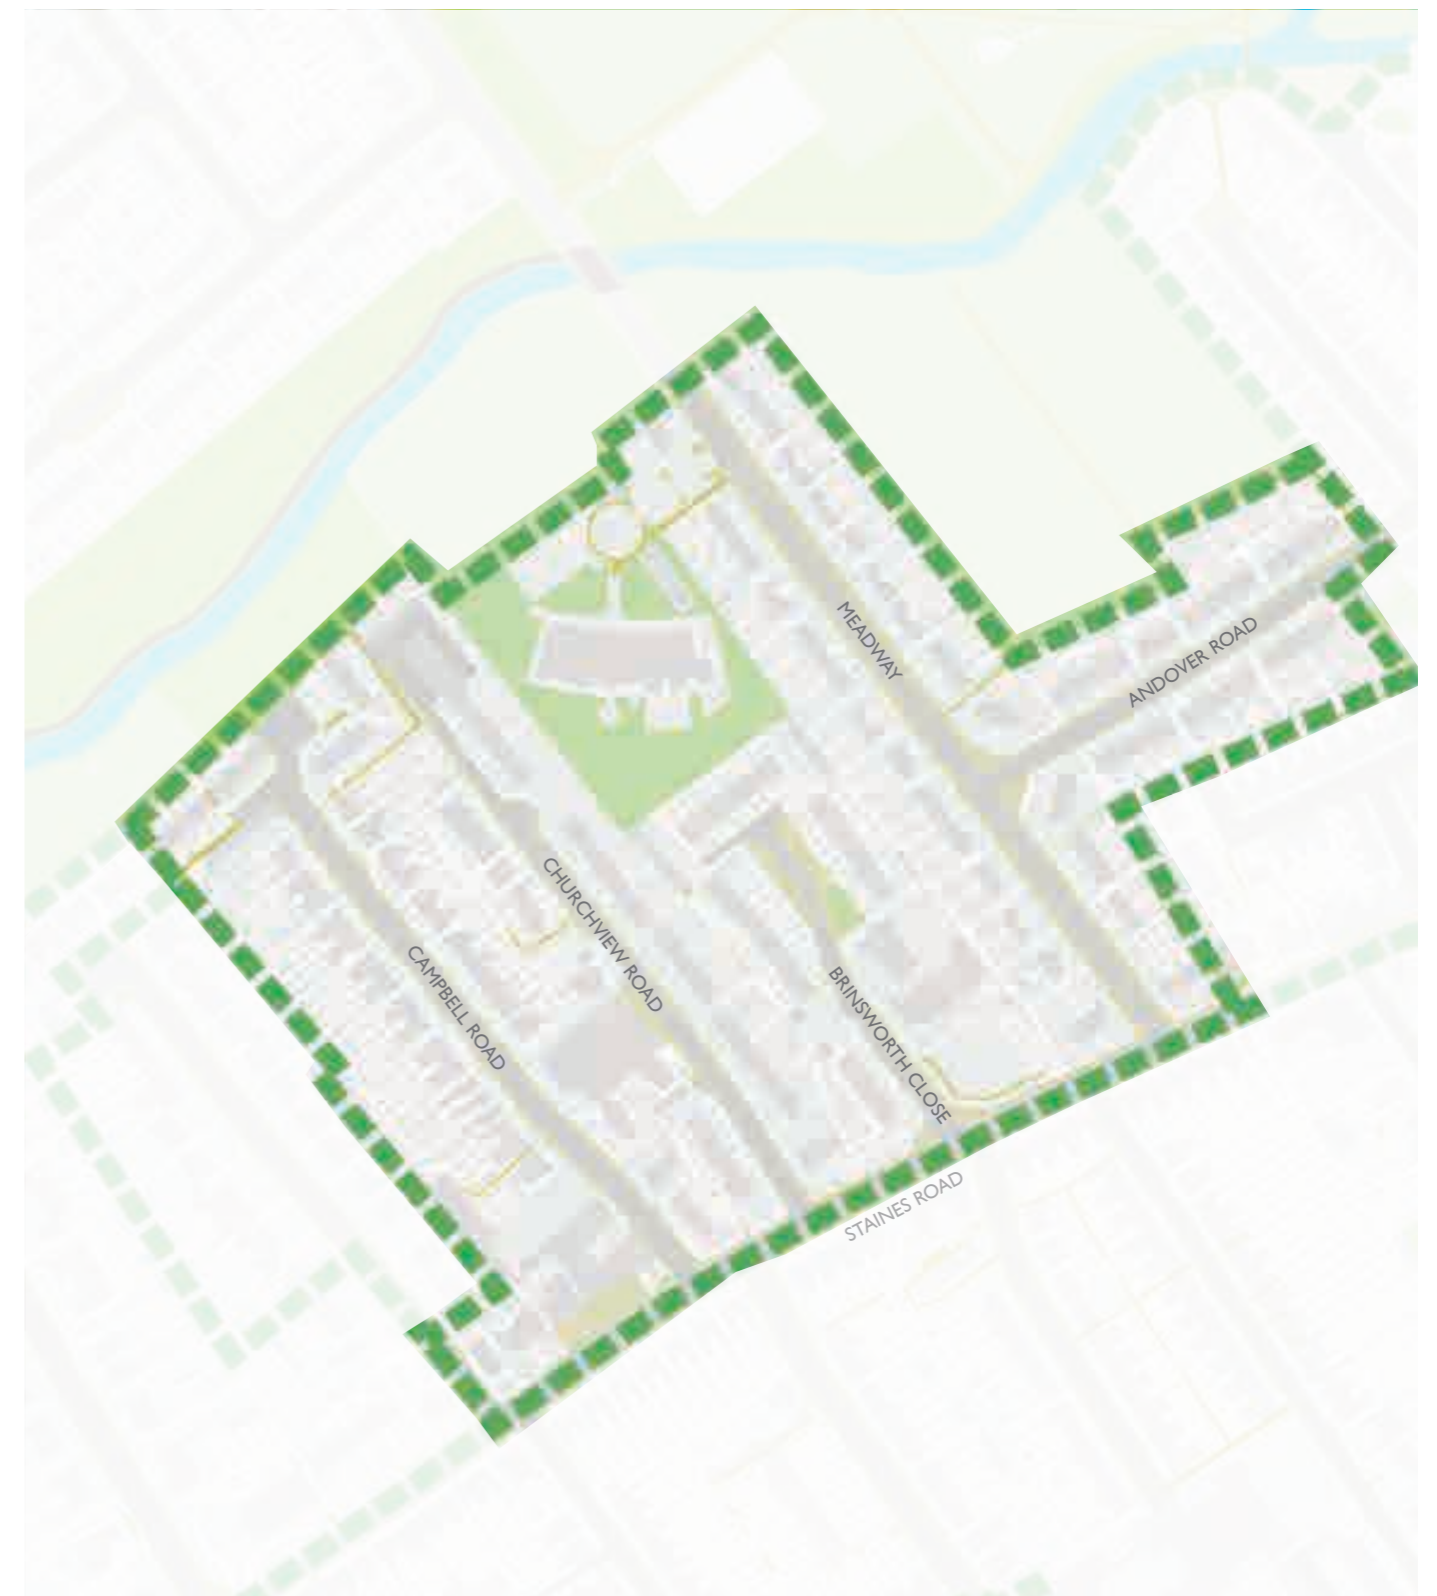 MEADWAY
ANDOVER ROAD
CHURCHVIEW ROAD
CAMPBELL ROAD
BRINSWORTH CLOSE
STAINES ROAD